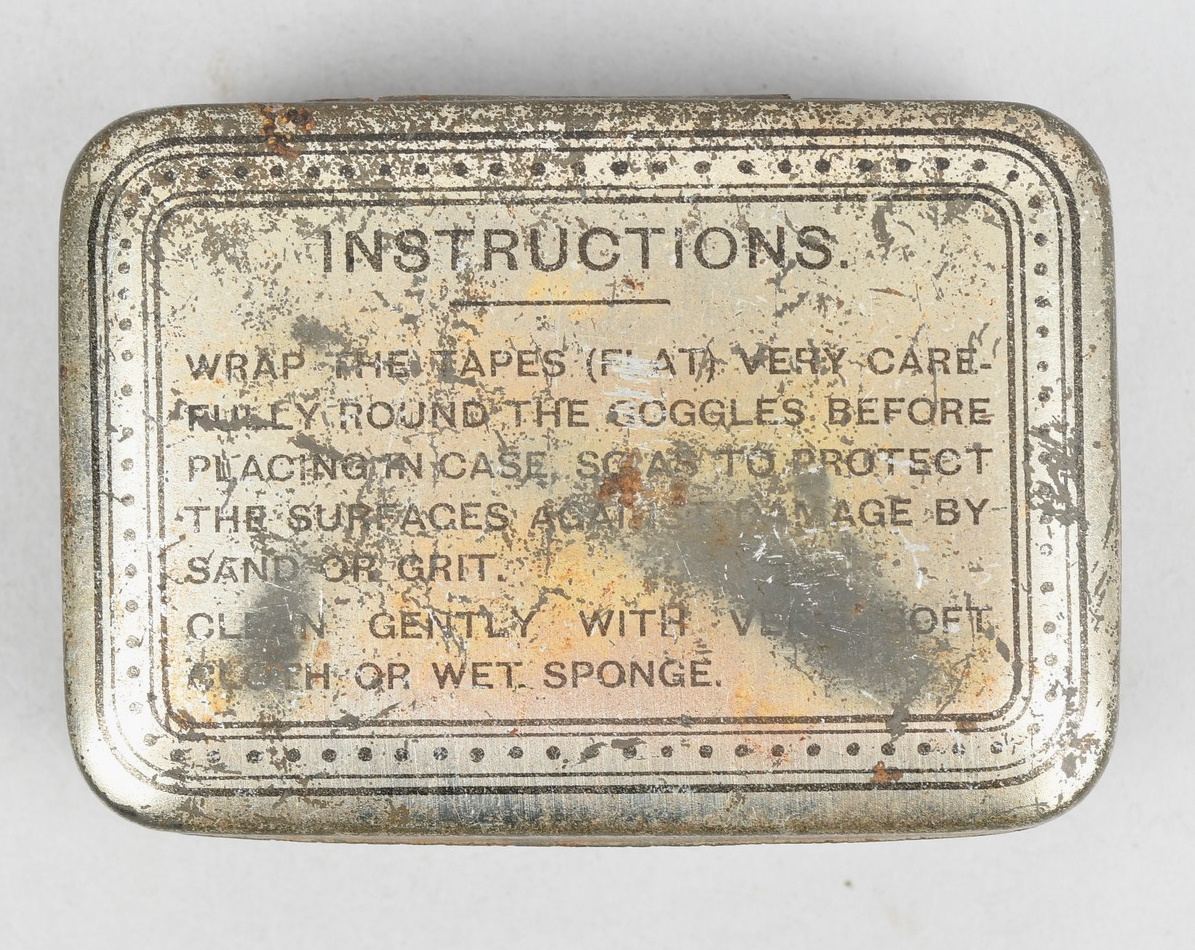 INSTRUCTIONS.
WRAP THE TAPES (FLAT) VERY CARE-
FULLY ROUND THE GOGGLES BEFORE
PLACING IN CASE, SO AS TO PROTECT
THE SURFACES AGAINST DAMAGE BY
SAND OR GRIT.
CLEAN GENTLY WITH VERY SOFT
CLOTH OR WET SPONGE.